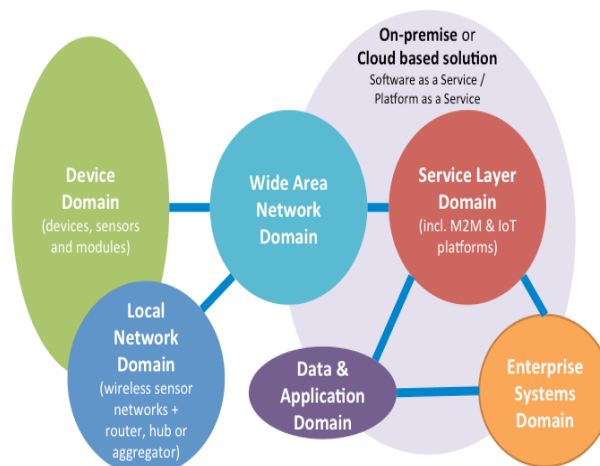 On-premise or
Cloud based solution
Software as a Service /
Platform as a Service
Device
Domain
(devices, sensors
and modules)
Wide Area
Network
Domain
Service Layer
Domain
(incl. M2M & IoT
platforms)
Local
Network
Domain
(wireless sensor
networks +
router, hub or
aggregator)
Data &
Application
Domain
Enterprise
Systems
Domain